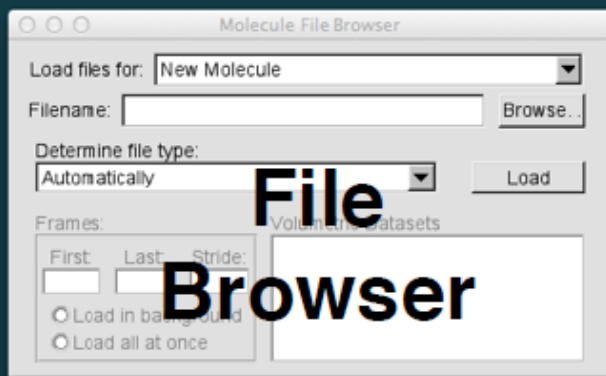 Molecule File Browser
Load files for: New Molecule
Filename: Browse..
Determine file type:
Automatically Load
File
Frames: Volumetric Datasets
First: Last: Stride:
Browser
Load in background
Load all at once